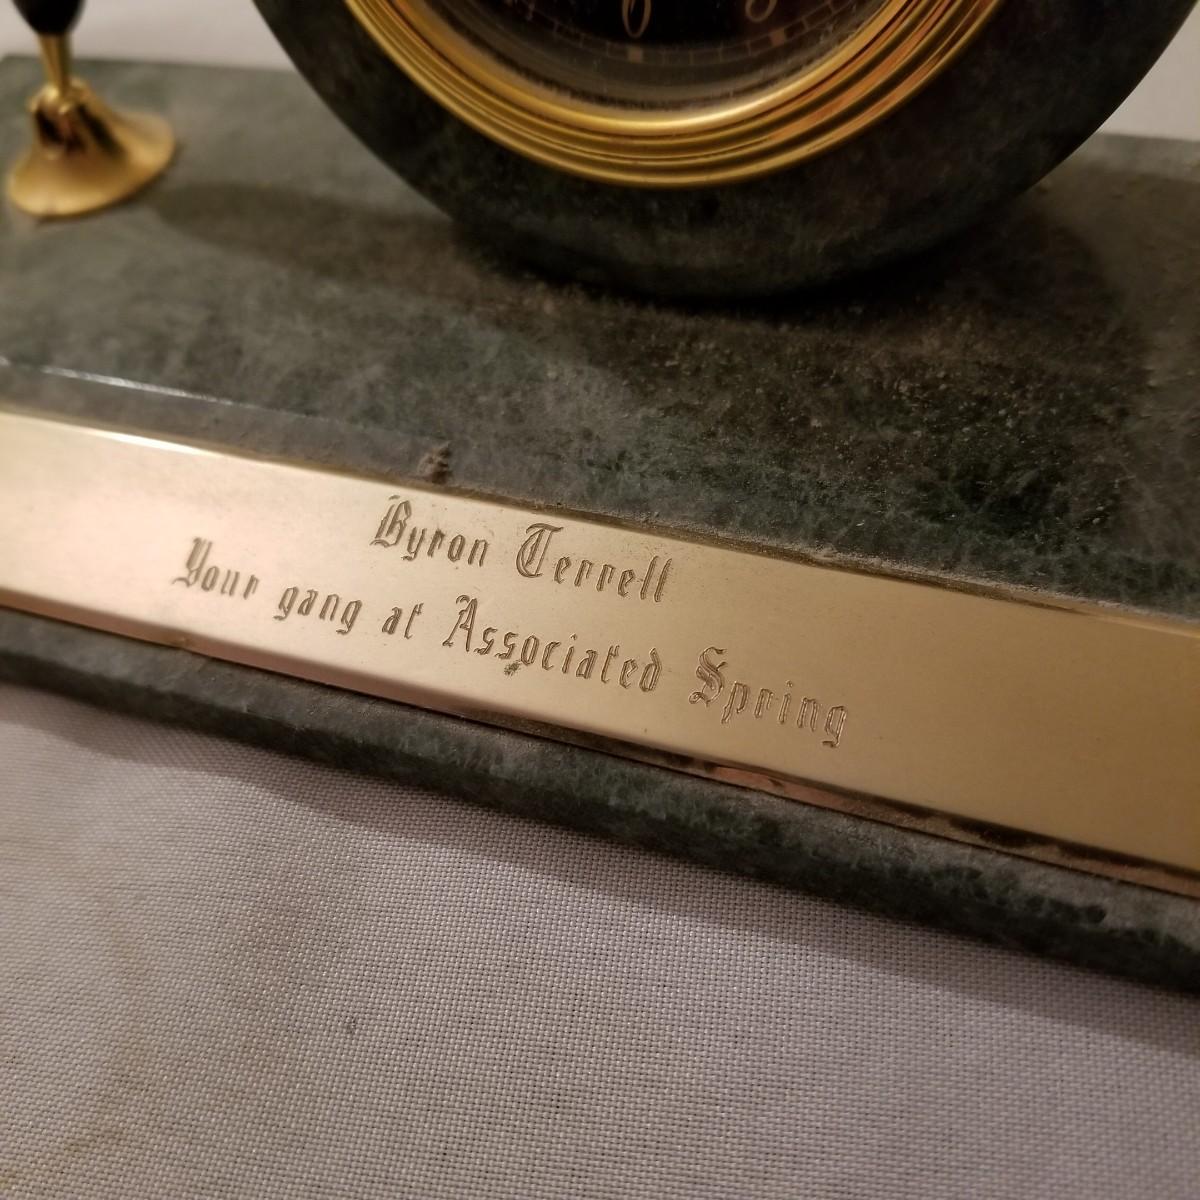 Byron Terrell
Your gang at Associated Spring